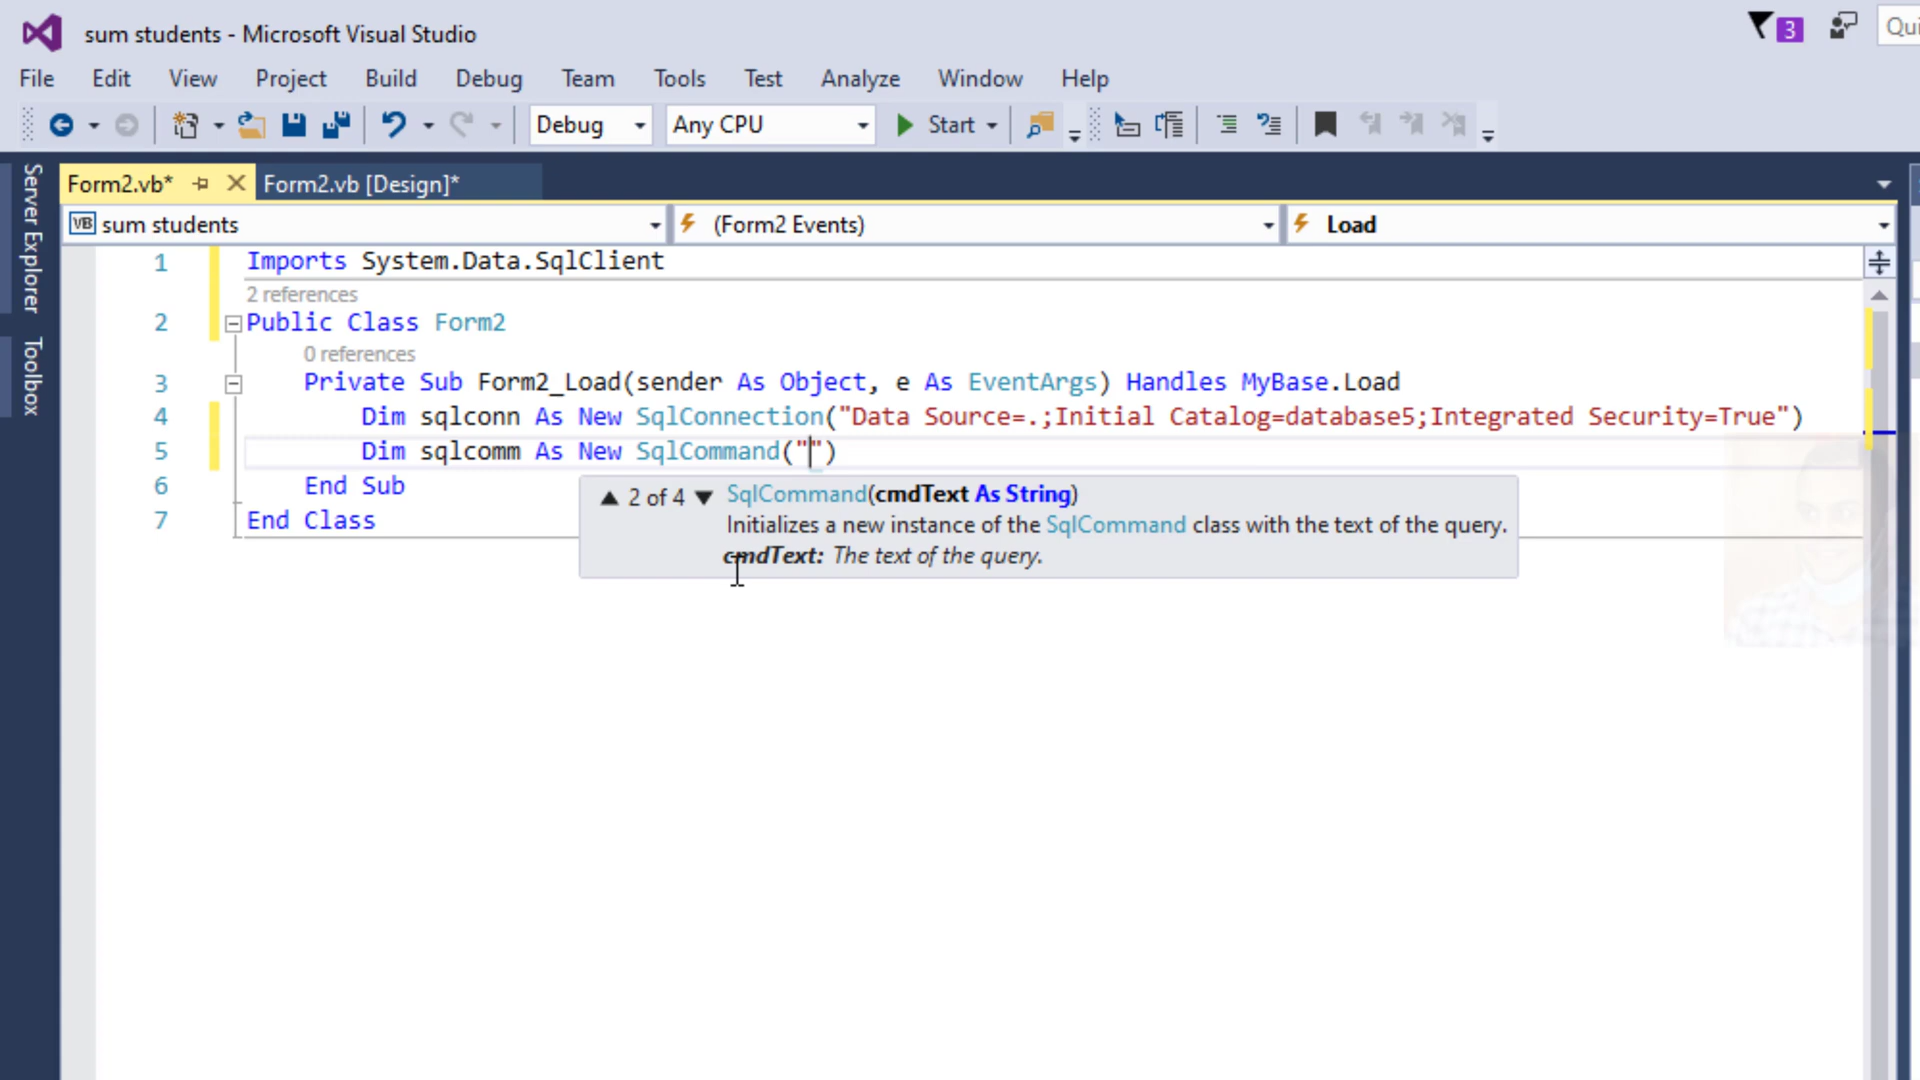 sum students - Microsoft Visual Studio
3
Qui
File Edit View Project Build Debug Team Tools Test Analyze Window Help
Debug Any CPU Start
Server Explorer
Toolbox
Form2.vb* Form2.vb [Design]*
VB sum students (Form2 Events) Load
1 Imports System.Data.SqlClient
2 references
2 Public Class Form2
0 references
3 Private Sub Form2_Load(sender As Object, e As EventArgs) Handles MyBase.Load
4 Dim sqlconn As New SqlConnection("Data Source=.;Initial Catalog=database5;Integrated Security=True")
5 Dim sqlcomm As New SqlCommand("")
6 End Sub
7 End Class
▲ 2 of 4 ▼ SqlCommand(cmdText As String)
Initializes a new instance of the SqlCommand class with the text of the query.
cmdText: The text of the query.